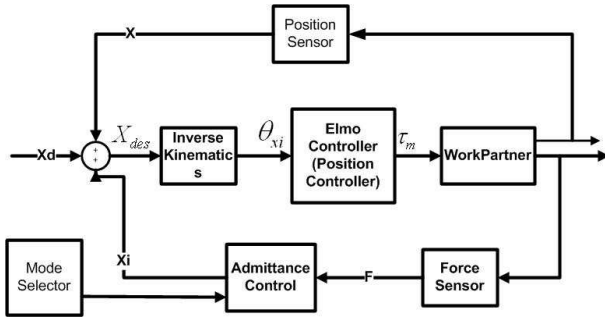 Position
Sensor
X
Xd
+
+
X_des
Inverse
Kinematic
s
θ_xi
Elmo
Controller
(Position
Controller)
τ_m
WorkPartner
Mode
Selector
Xi
Admittance
Control
F
Force
Sensor